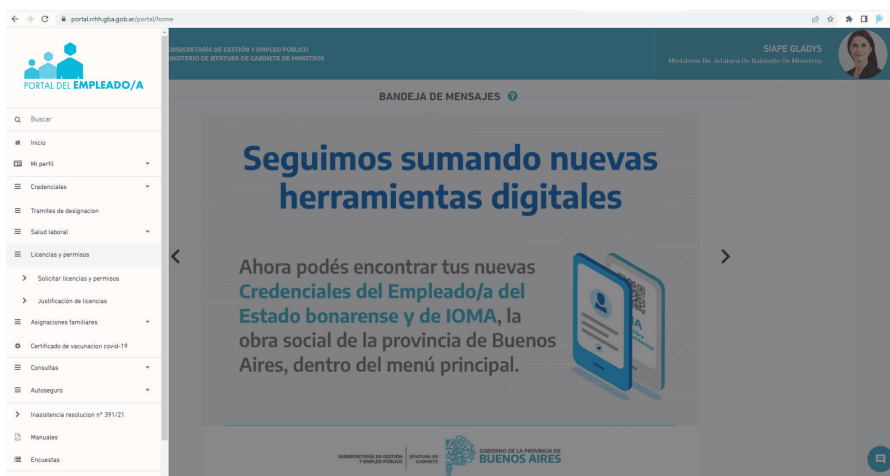 portal.rrhh.gba.gob.ar/portal/home
PORTAL DEL EMPLEADO/A
Buscar
Inicio
Mi perfil
Credenciales
Tramites de designacion
Salud laboral
Licencias y permisos
Solicitar licencias y permisos
Justificación de licencias
Asignaciones familiares
Certificado de vacunacion covid-19
Consultas
Autoseguro
Inasistencia resolucion n° 391/21
Manuales
Encuestas
UBSECRETARÍA DE GESTIÓN Y EMPLEO PÚBLICO
INISTERIO DE JEFATURA DE GABINETE DE MINISTROS
SIAPE GLADYS
Ministerio De Jefatura De Gabinete De Ministros
BANDEJA DE MENSAJES
Seguimos sumando nuevas
herramientas digitales
Ahora podés encontrar tus nuevas
Credenciales del Empleado/a del
Estado bonarense y de IOMA, la
obra social de la provincia de Buenos
Aires, dentro del menú principal.
SUBSECRETARÍA DE GESTIÓN
Y EMPLEO PÚBLICO
JEFATURA DE
GABINETE
GOBIERNO DE LA PROVINCIA DE
BUENOS AIRES